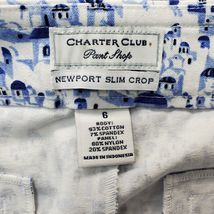 CHARTER CLUB
Pant Shop
NEWPORT SLIM CROP
6
BODY:
93% COTTON
7% SPANDEX
PANEL:
80% NYLON
20% SPANDEX
MADE IN INDONESIA